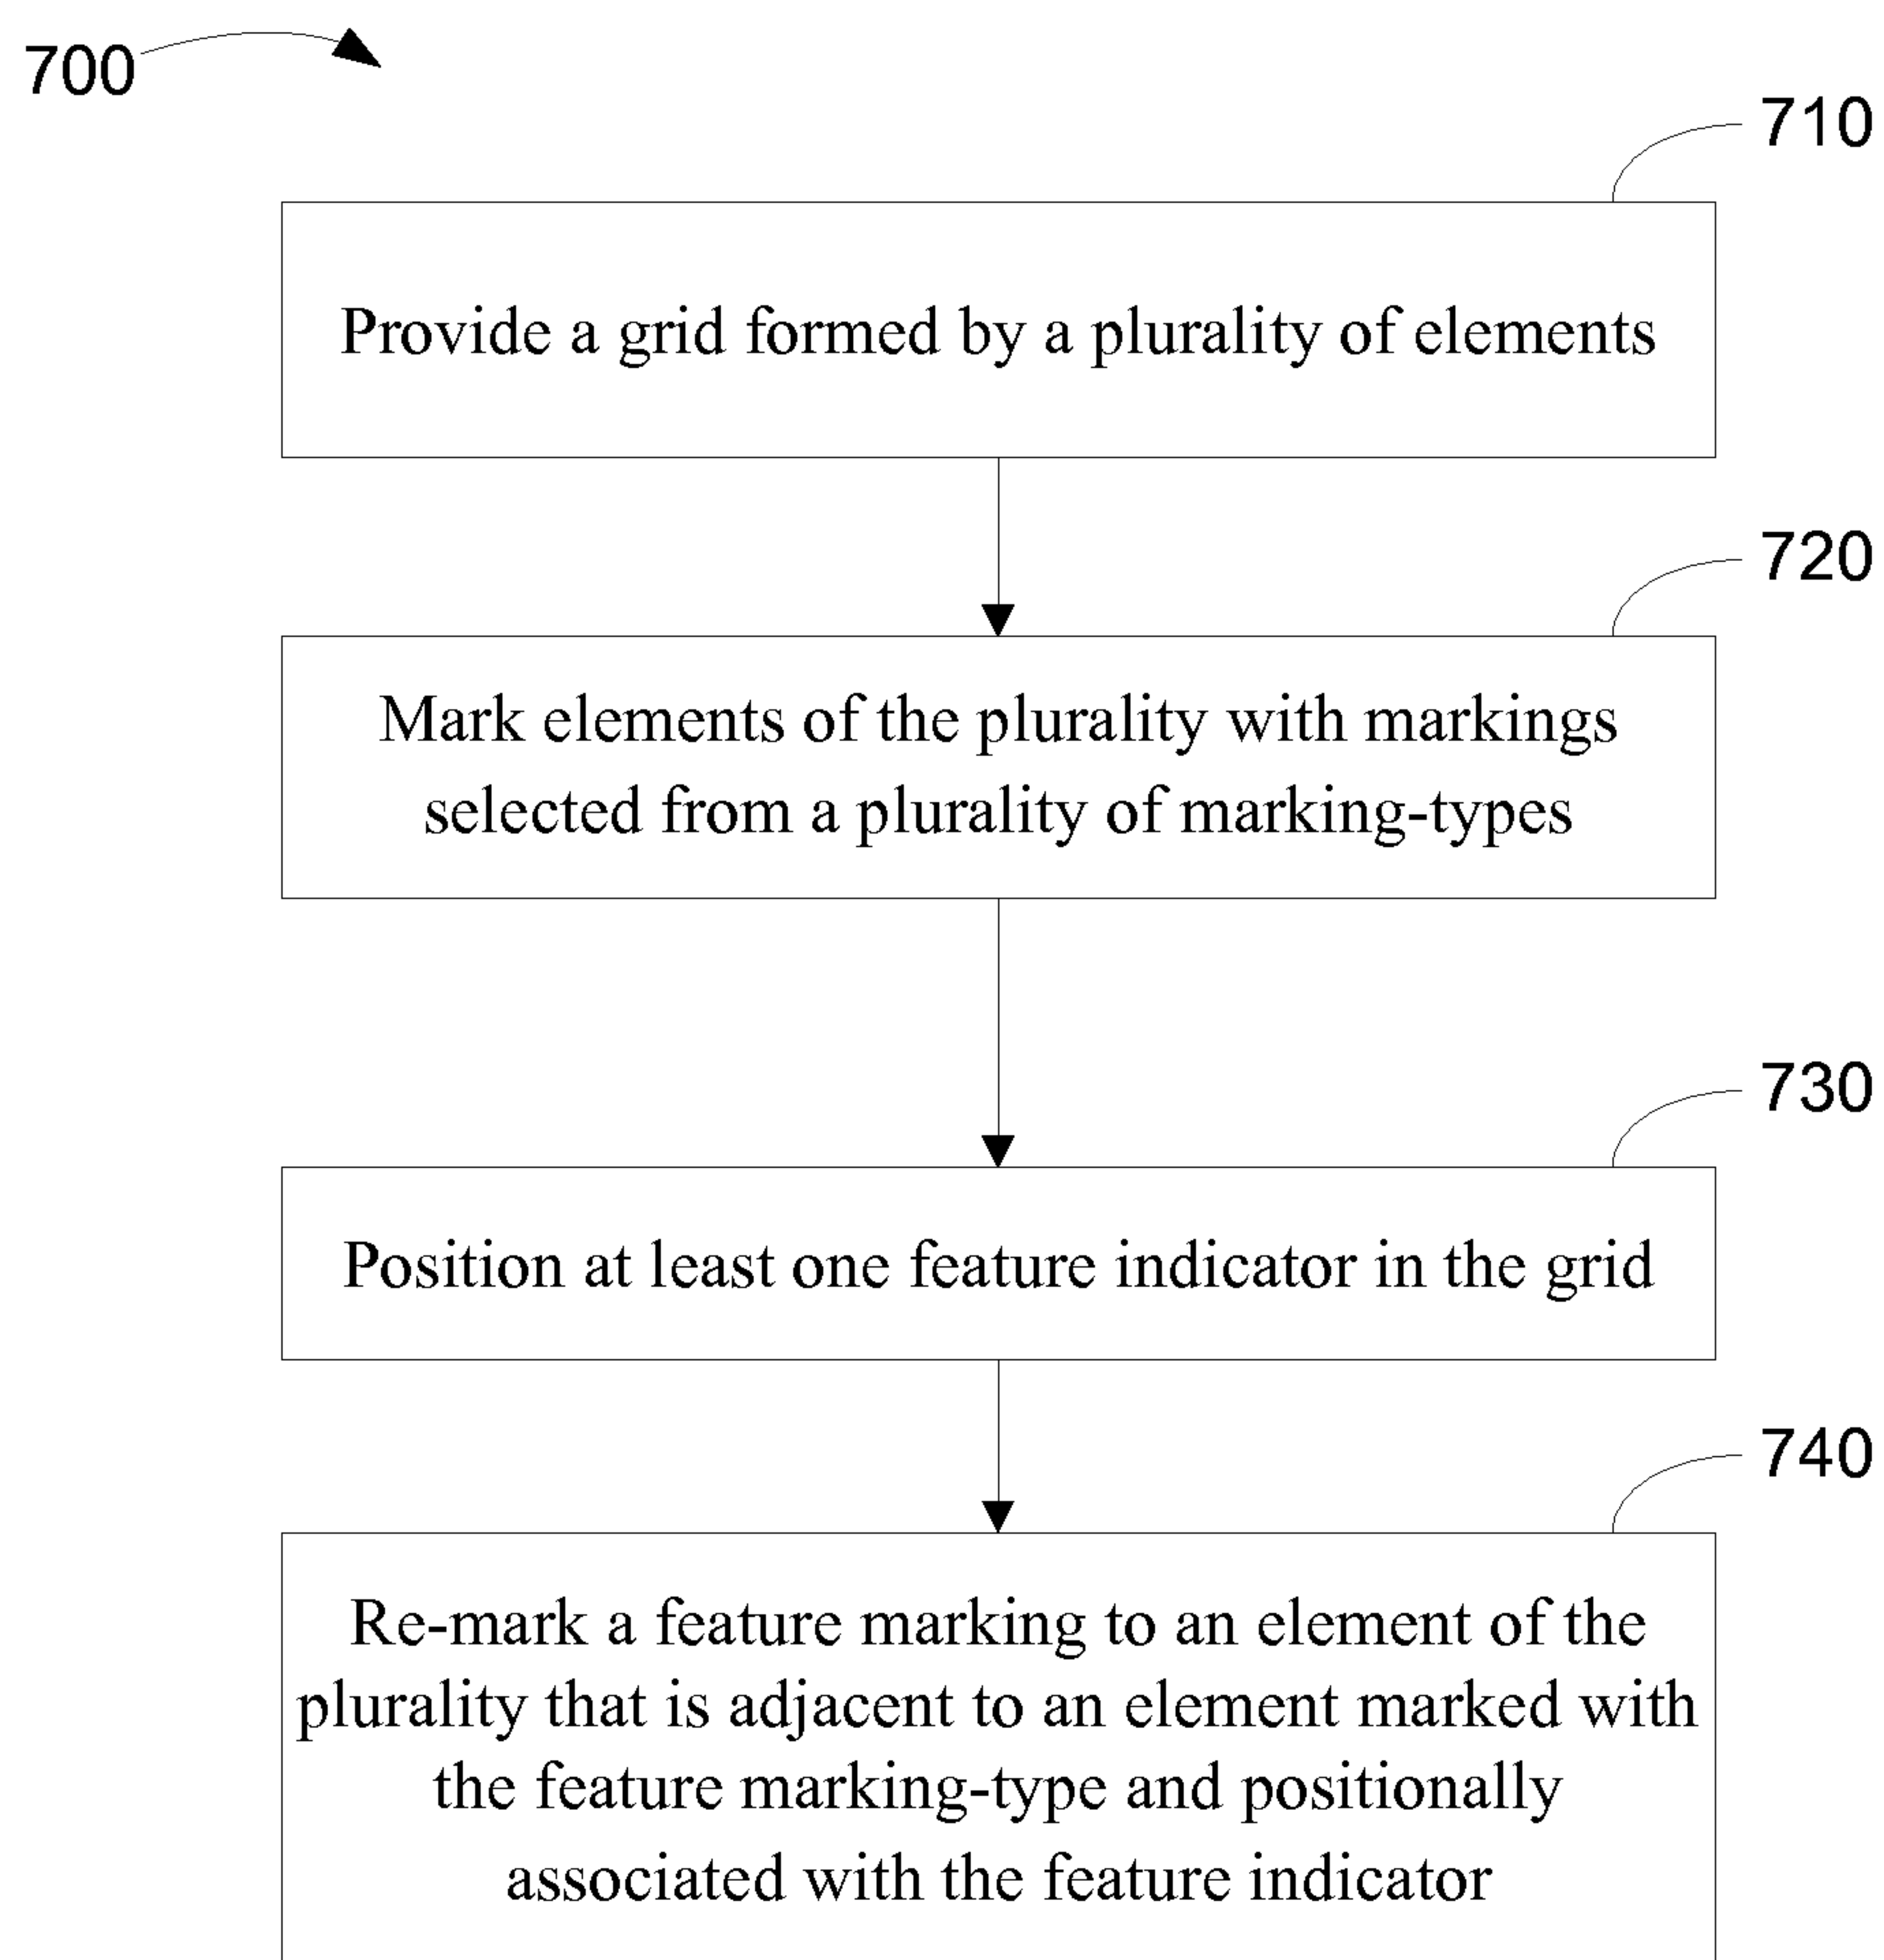 700
710
Provide a grid formed by a plurality of elements
720
Mark elements of the plurality with markings
selected from a plurality of marking-types
730
Position at least one feature indicator in the grid
740
Re-mark a feature marking to an element of the
plurality that is adjacent to an element marked with
the feature marking-type and positionally
associated with the feature indicator